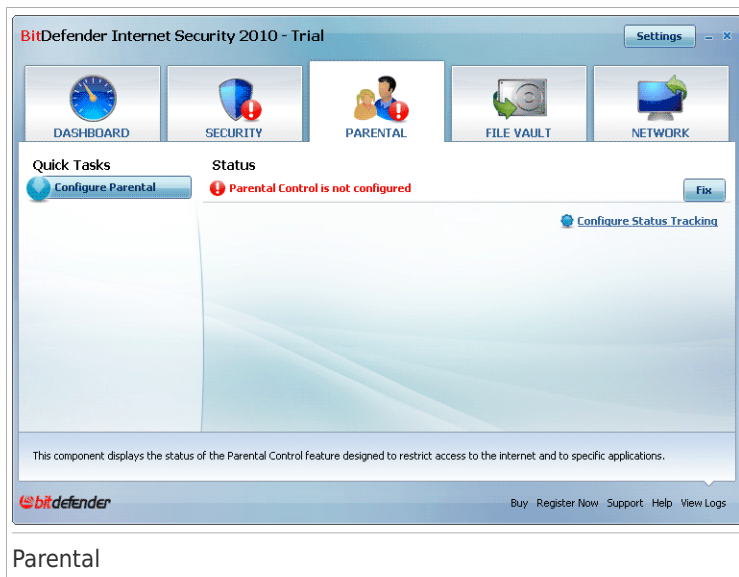 BitDefender Internet Security 2010 - Trial
Settings
DASHBOARD
SECURITY
PARENTAL
FILE VAULT
NETWORK
Quick Tasks
Configure Parental
Status
Parental Control is not configured
Fix
Configure Status Tracking
This component displays the status of the Parental Control feature designed to restrict access to the internet and to specific applications.
bitdefender
Buy Register Now Support Help View Logs
Parental